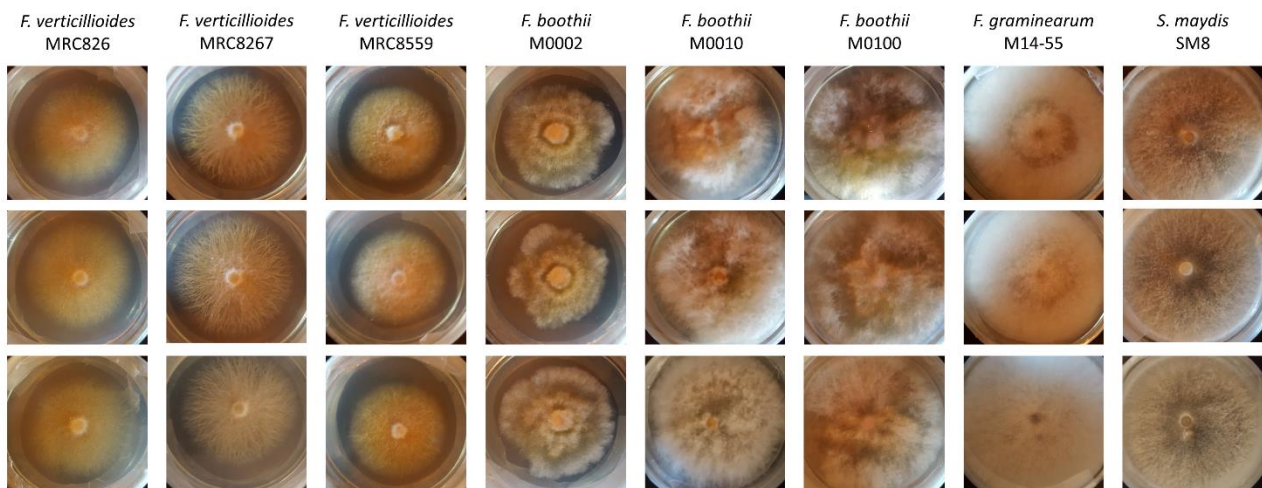 F. verticillioides F. verticillioides F. verticillioides F. boothii F. boothii F. boothii F. graminearum S. maydis
MRC826 MRC8267 MRC8559 M0002 M0010 M0100 M14-55 SM8